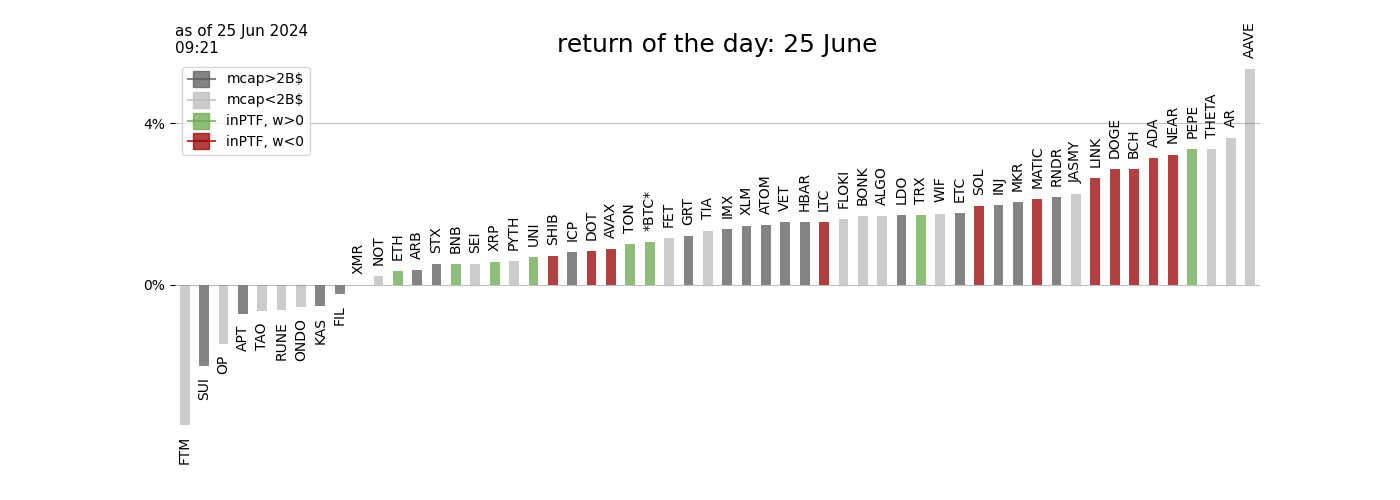 as of 25 Jun 2024
09:21
return of the day: 25 June
mcap>2B$
mcap<2B$
inPTF, w>0
inPTF, w<0
4%
0%
FTM
SUI
OP
APT
TAO
RUNE
ONDO
KAS
FIL
XMR
NOT
ETH
ARB
STX
BNB
SEI
XRP
PYTH
UNI
SHIB
ICP
DOT
AVAX
TON
*BTC*
FET
GRT
TIA
IMX
XLM
ATOM
VET
HBAR
LTC
FLOKI
BONK
ALGO
LDO
TRX
WIF
ETC
SOL
INJ
MKR
MATIC
RNDR
JASMY
LINK
DOGE
BCH
ADA
NEAR
PEPE
THETA
AR
AAVE